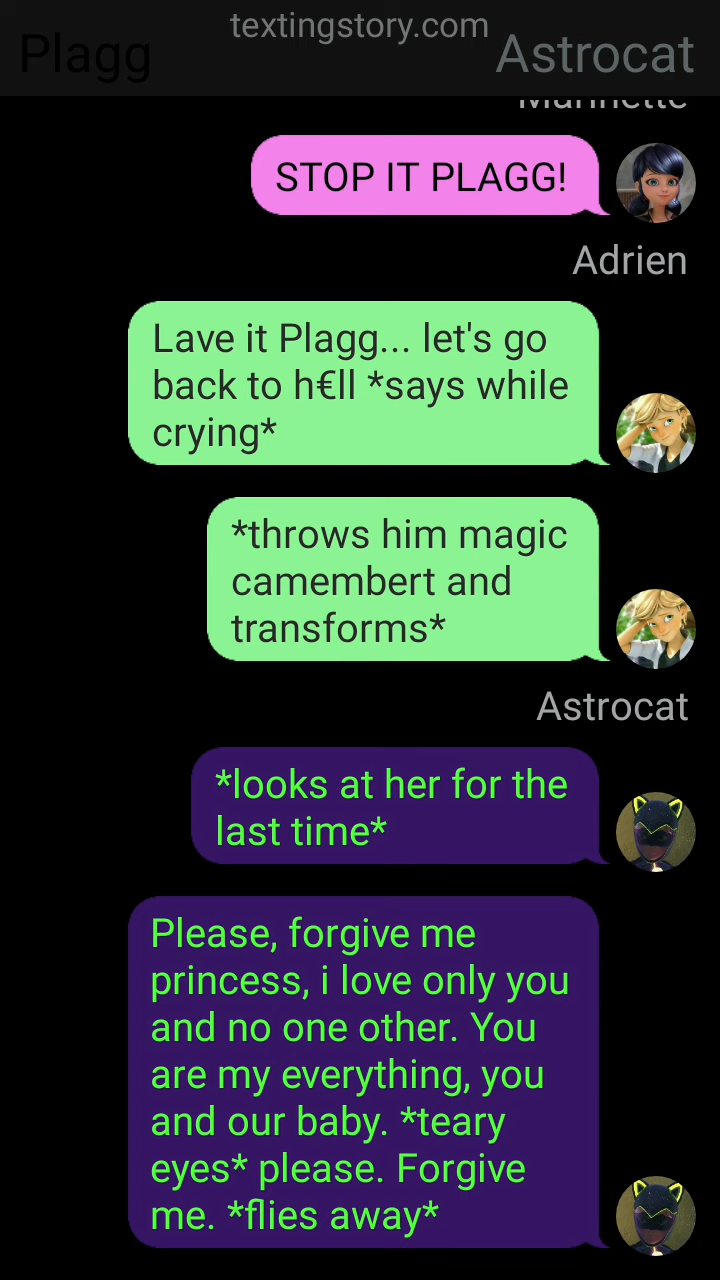 textingstory.com
Plagg
Astrocat
Marinette
STOP IT PLAGG!
Adrien
Lave it Plagg... let's go
back to h€ll *says while
crying*
*throws him magic
camembert and
transforms*
Astrocat
*looks at her for the
last time*
Please, forgive me
princess, i love only you
and no one other. You
are my everything, you
and our baby. *teary
eyes* please. Forgive
me. *flies away*